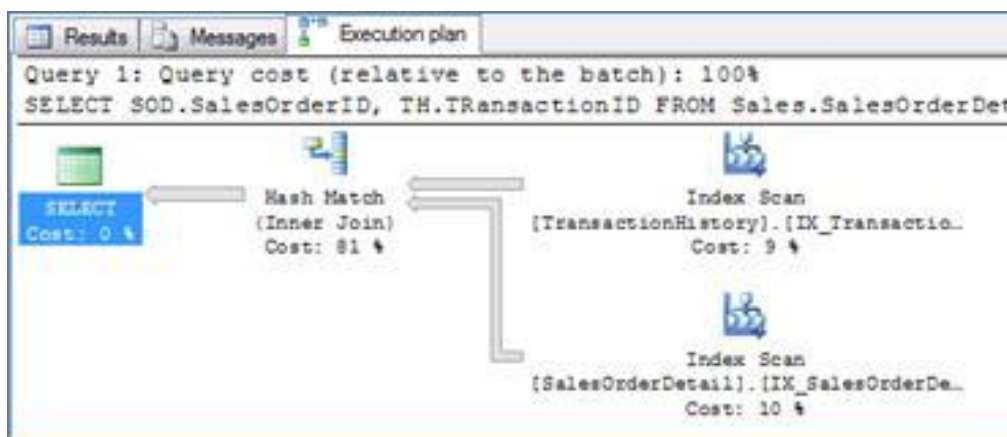 Results Messages Execution plan
Query 1: Query cost (relative to the batch): 100%
SELECT SOD.SalesOrderID, TH.TRansactionID FROM Sales.SalesOrderDet
SELECT
Cost: 0 %
Hash Match
(Inner Join)
Cost: 81 %
Index Scan
[TransactionHistory].[IX_Transactio…
Cost: 9 %
Index Scan
[SalesOrderDetail].[IX_SalesOrderDe…
Cost: 10 %